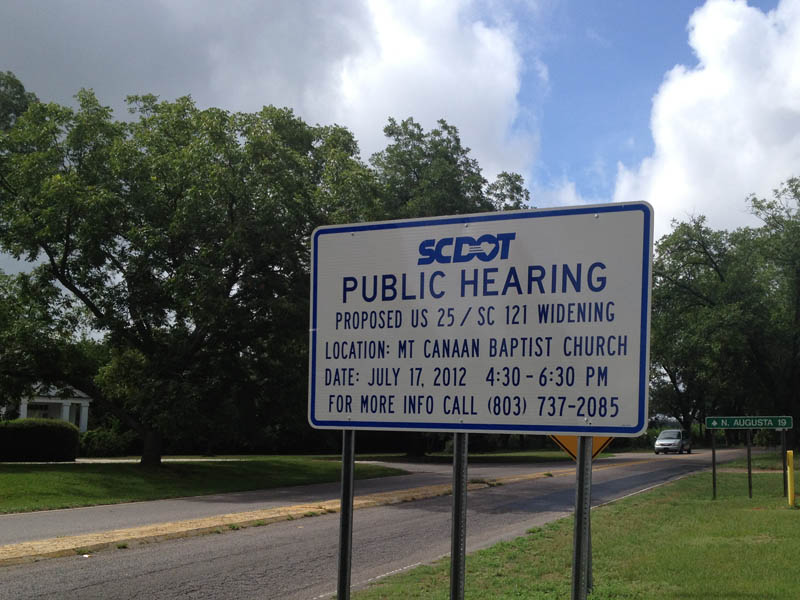 SCDOT
PUBLIC HEARING
PROPOSED US 25 / SC 121 WIDENING
LOCATION: MT CANAAN BAPTIST CHURCH
DATE: JULY 17, 2012 4:30 - 6:30 PM
FOR MORE INFO CALL (803) 737-2085
N. AUGUSTA 19